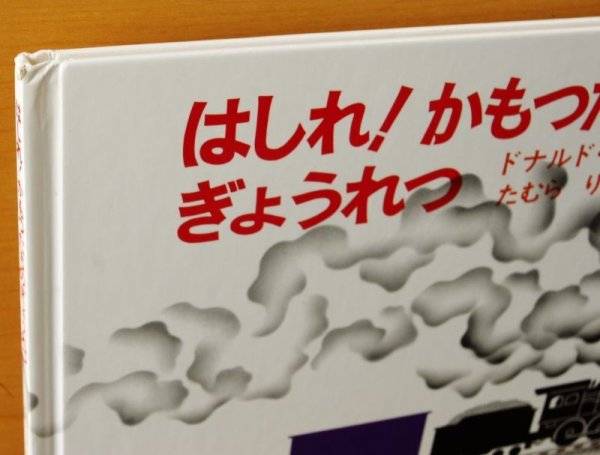 はしれ！かもつた
ぎょうれつ
ドナルド・
たむら り